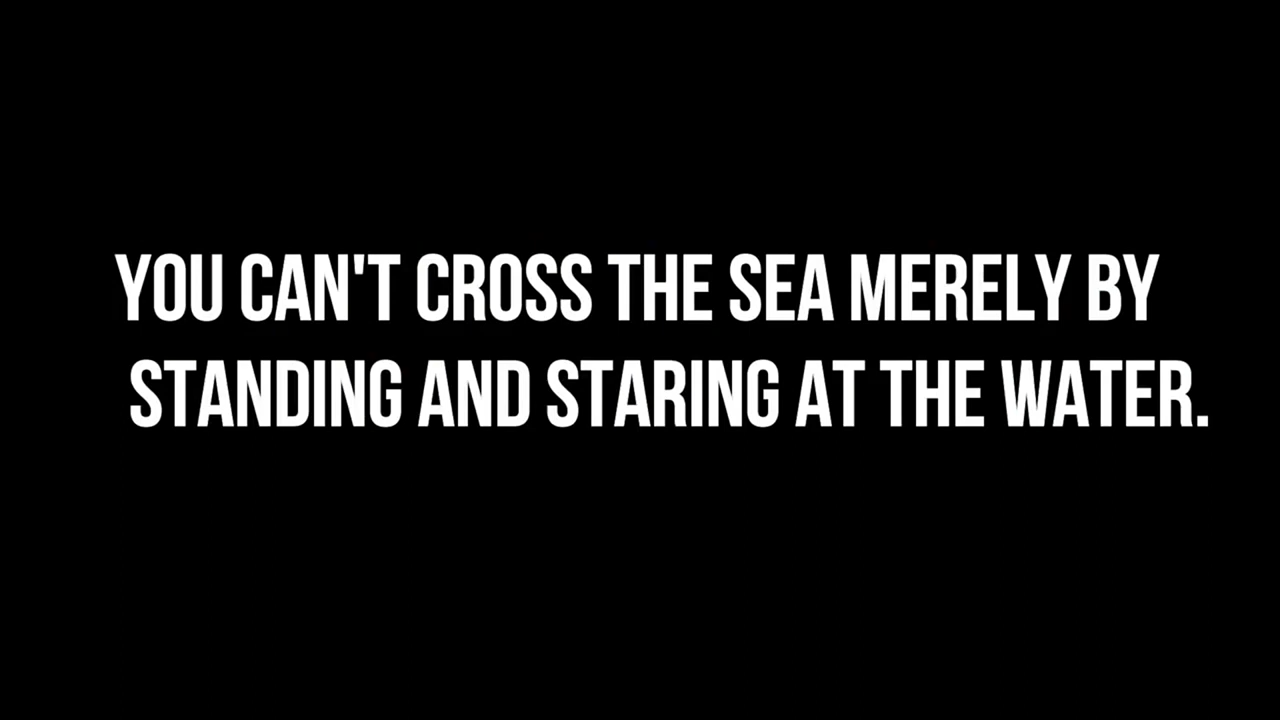 YOU CAN'T CROSS THE SEA MERELY BY
STANDING AND STARING AT THE WATER.